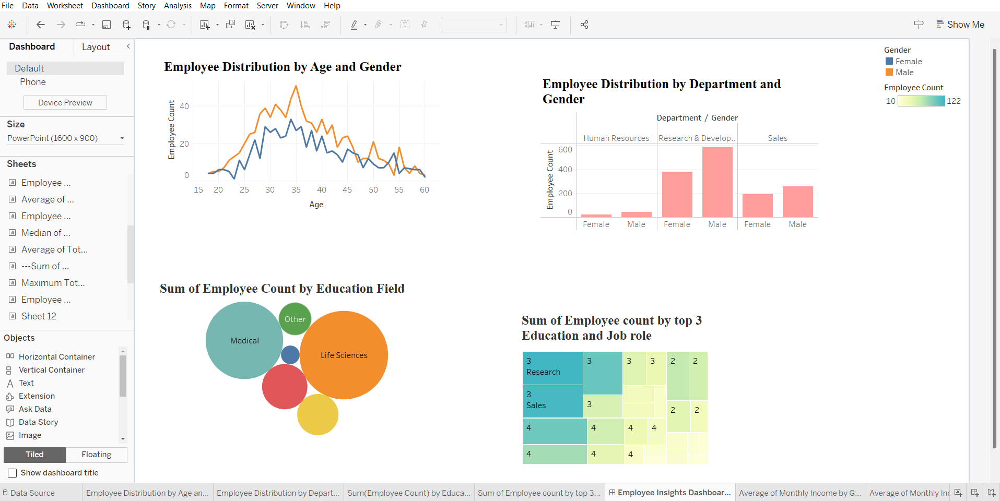 File Data Worksheet Dashboard Story Analysis Map Format Server Window Help
Show Me
Dashboard Layout
Default
Phone
Device Preview
Size
PowerPoint (1600 x 900)
Sheets
Employee ...
Average of ...
Employee ...
Median of ...
Average of Tot...
---Sum of ...
Maximum Tot...
Employee ...
Sheet 12
Objects
Horizontal Container
Vertical Container
Text
Extension
Ask Data
Data Story
Image
Tiled Floating
Show dashboard title
Employee Distribution by Age and Gender
Employee Count
40
20
0
15 20 25 30 35 40 45 50 55 60
Age
Employee Distribution by Department and
Gender
Department / Gender
Human Resources Research & Develop.. Sales
Employee Count
600
400
200
0
Female Male Female Male Female Male
Gender
Female
Male
Employee Count
10 122
Sum of Employee Count by Education Field
Other
Medical
Life Sciences
Sum of Employee count by top 3
Education and Job role
3 3 3 3 2 2
Research
3
Sales
3
2 2
4 4 4 4
4 4 4
Data Source Employee Distribution by Age an... Employee Distribution by Depart... Sum(Employee Count) by Educa... Sum of Employee count by top 3... Employee Insights Dashboar... Average of Monthly Income by G... Average of Monthly Inc